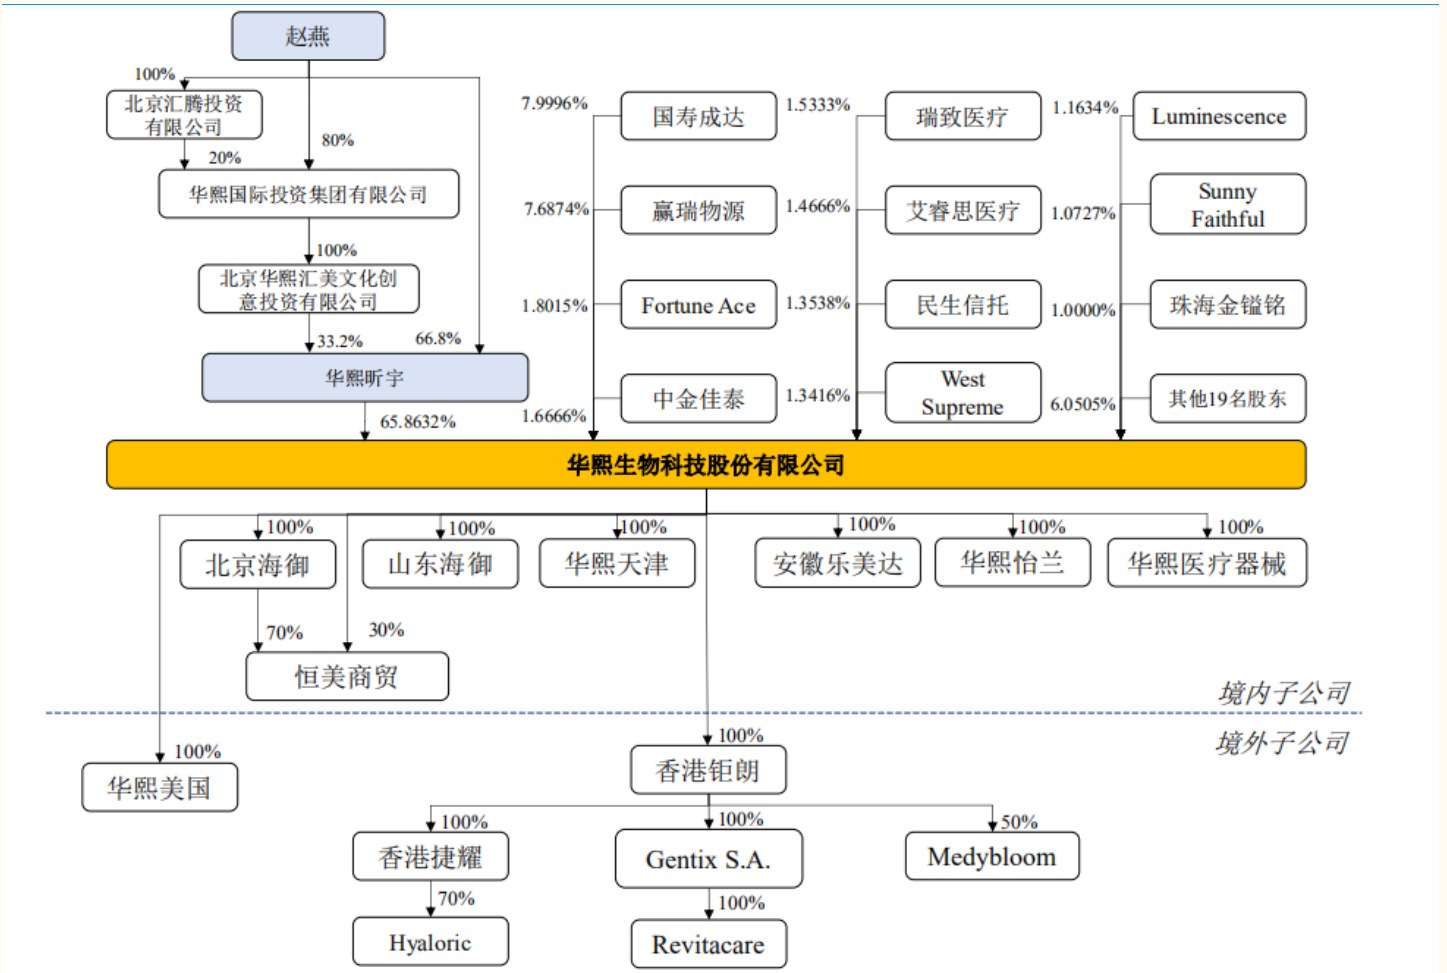 赵燕
100%
北京汇腾投资
有限公司
20%
80%
华熙国际投资集团有限公司
100%
北京华熙汇美文化创
意投资有限公司
33.2%
66.8%
华熙昕宇
65.8632%
7.9996%
国寿成达
1.5333%
瑞致医疗
1.1634%
Luminescence
7.6874%
赢瑞物源
1.4666%
艾睿思医疗
1.0727%
Sunny
Faithful
1.8015%
Fortune Ace
1.3538%
民生信托
1.0000%
珠海金镒铭
1.6666%
中金佳泰
1.3416%
West
Supreme
6.0505%
其他19名股东
华熙生物科技股份有限公司
100%
北京海御
100%
山东海御
100%
华熙天津
100%
安徽乐美达
100%
华熙怡兰
100%
华熙医疗器械
70%
30%
恒美商贸
境内子公司
境外子公司
100%
华熙美国
100%
香港钜朗
100%
香港捷耀
100%
Gentix S.A.
50%
Medybloom
70%
Hyaloric
100%
Revitacare